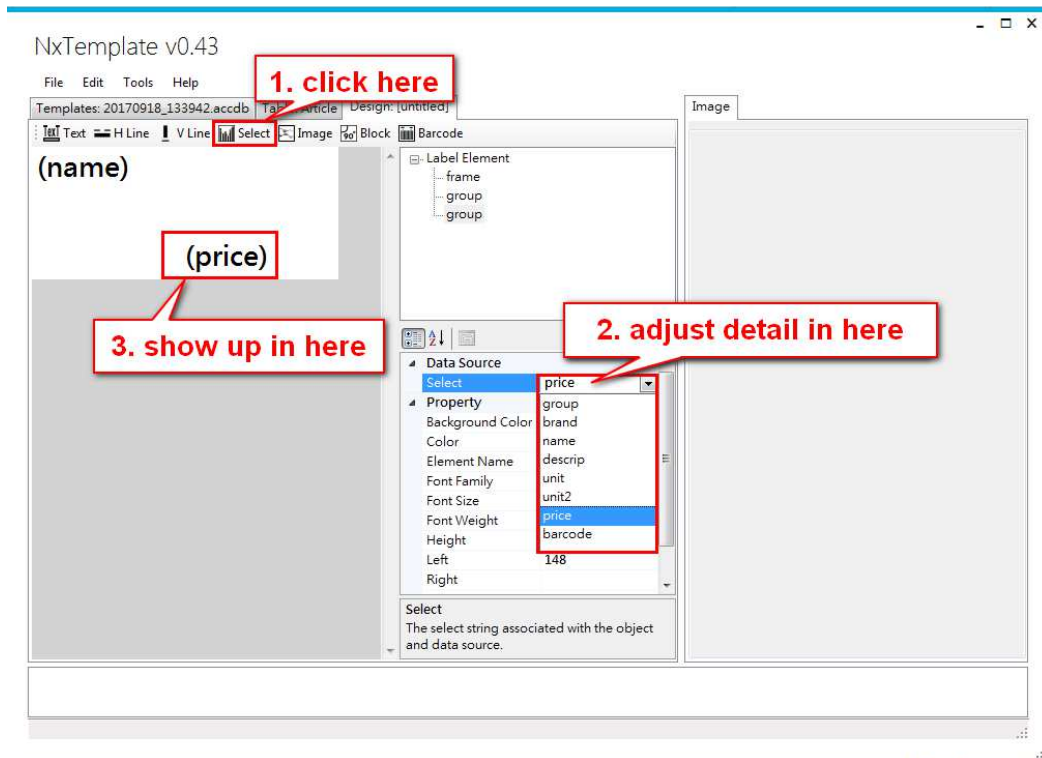 NxTemplate v0.43
File Edit Tools Help
1. click here
Templates: 20170918_133942.accdb Table: Article Design: [untitled]
Image
Text H Line V Line Select Image Block Barcode
(name)
(price)
3. show up in here
Label Element
frame
group
group
2. adjust detail in here
Data Source
Select price
Property
group
Background Color brand
Color name
Element Name descrip
Font Family unit
Font Size unit2
Font Weight price
Height barcode
Left 148
Right
Select
The select string associated with the object
and data source.